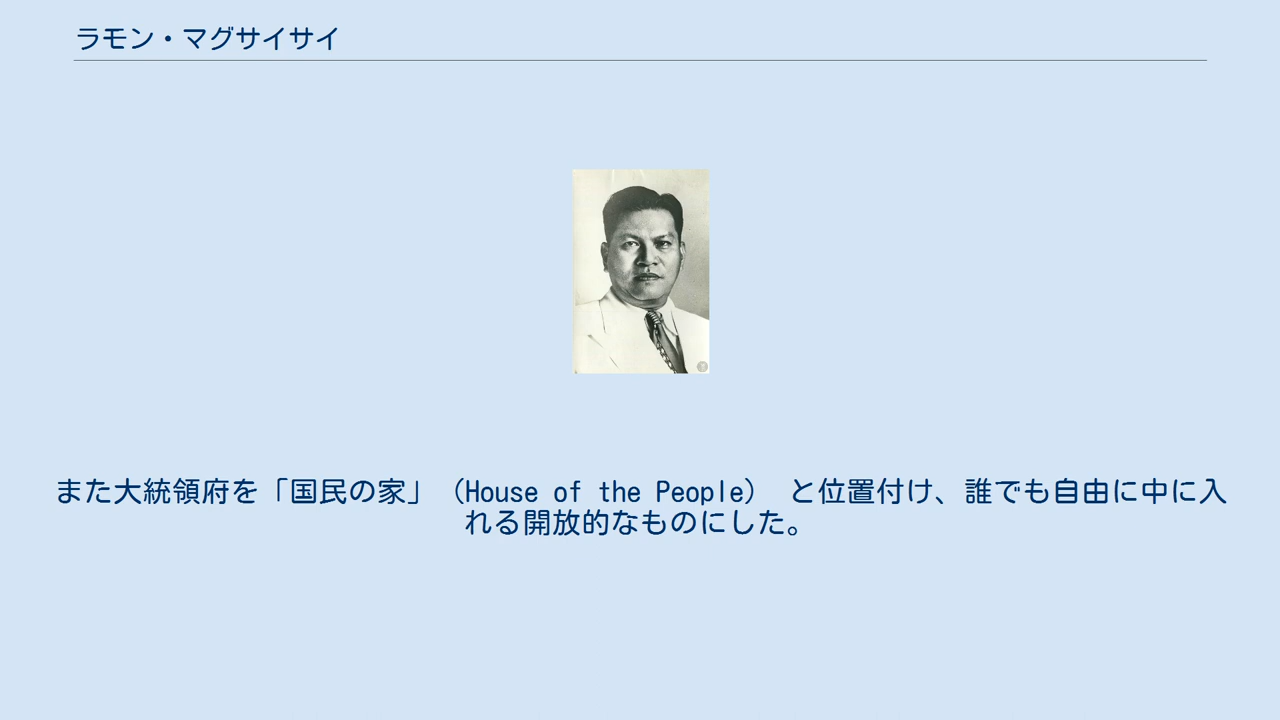 ラモン・マグサイサイ
また大統領府を「国民の家」（House of the People） と位置付け、誰でも自由に中に入
れる開放的なものにした。